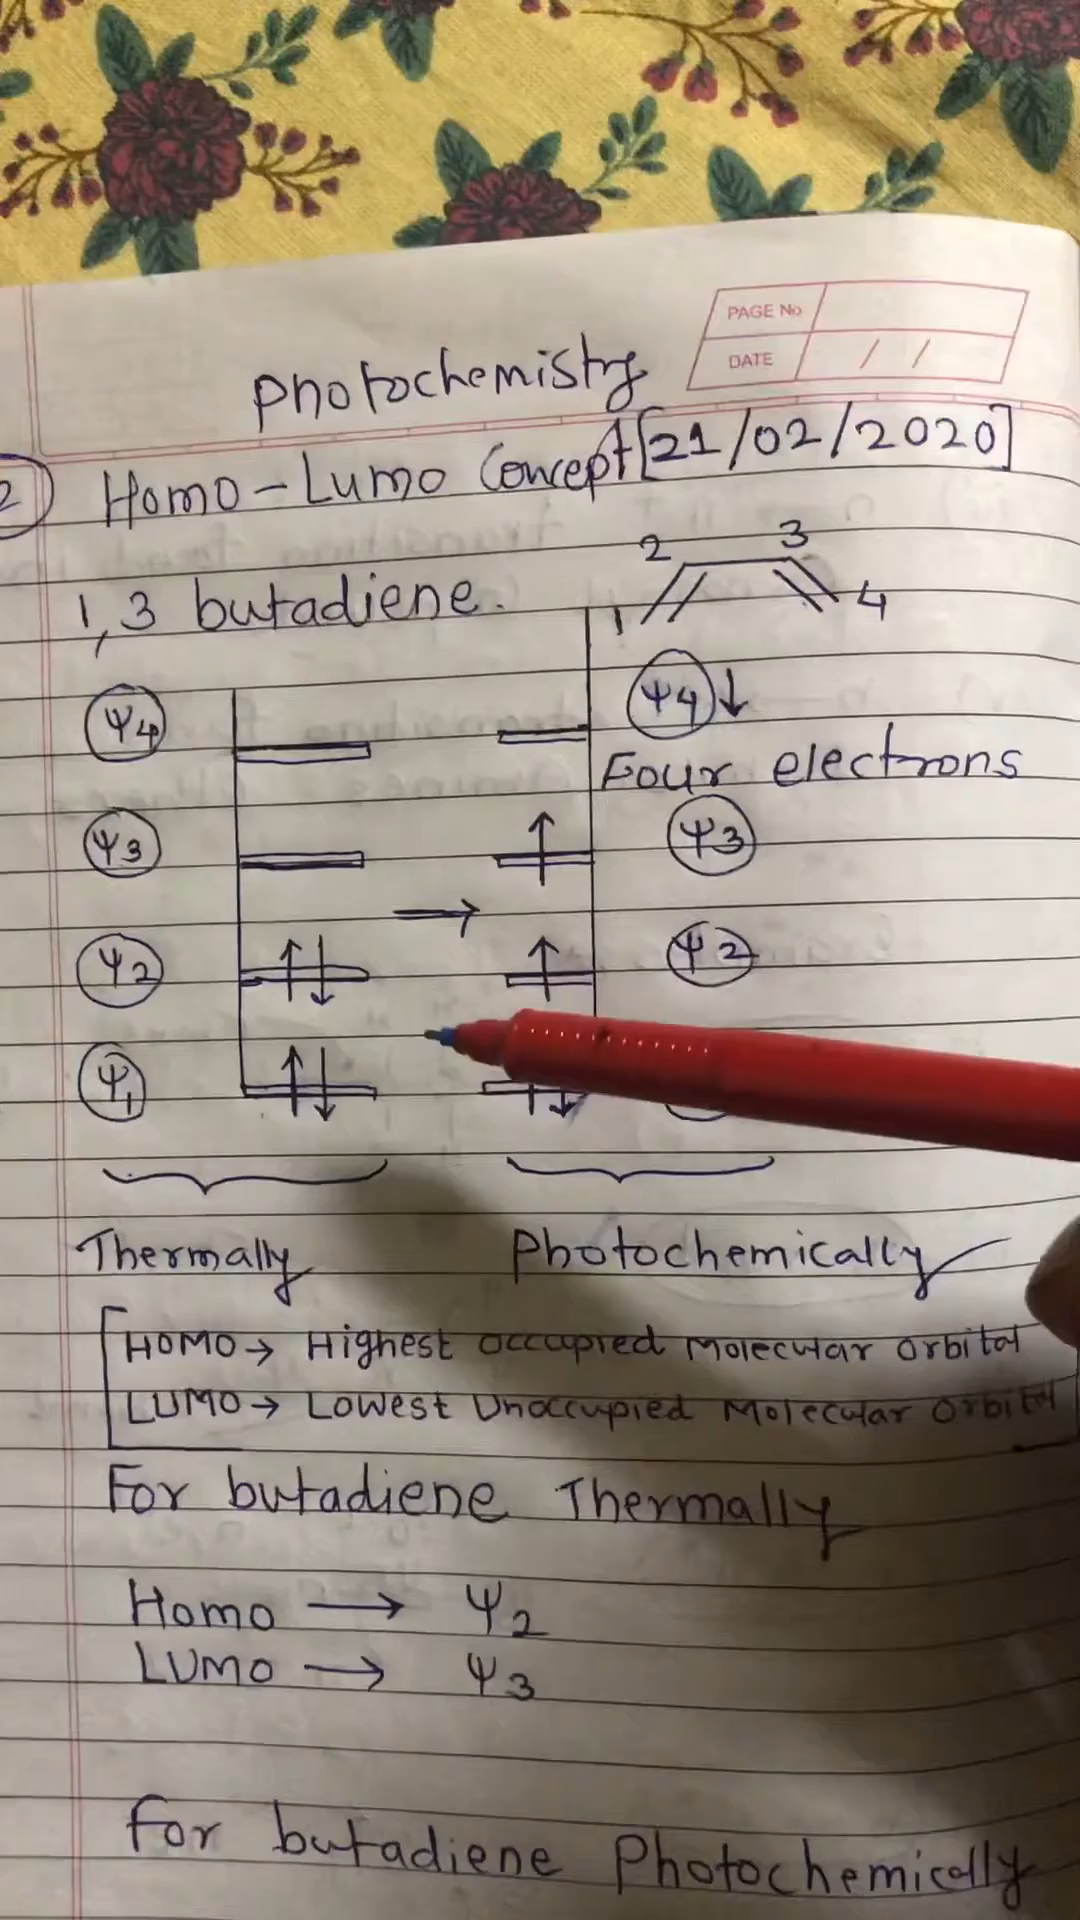 PAGE No
DATE / /
Photochemistry
2 Homo-Lumo Concept [21/02/2020]
1,3 butadiene.
1 2 3 4
Ψ4 Ψ4 ↓
Four electrons
Ψ3 ↑ Ψ3
→
Ψ2 ↑↓ ↑ Ψ2
Ψ1 ↑↓ ↑↓
Thermally Photochemically
HOMO → Highest Occupied Molecular Orbital
LUMO → Lowest Unoccupied Molecular Orbital
For butadiene Thermally
Homo → Ψ2
LUMO → Ψ3
For butadiene Photochemically